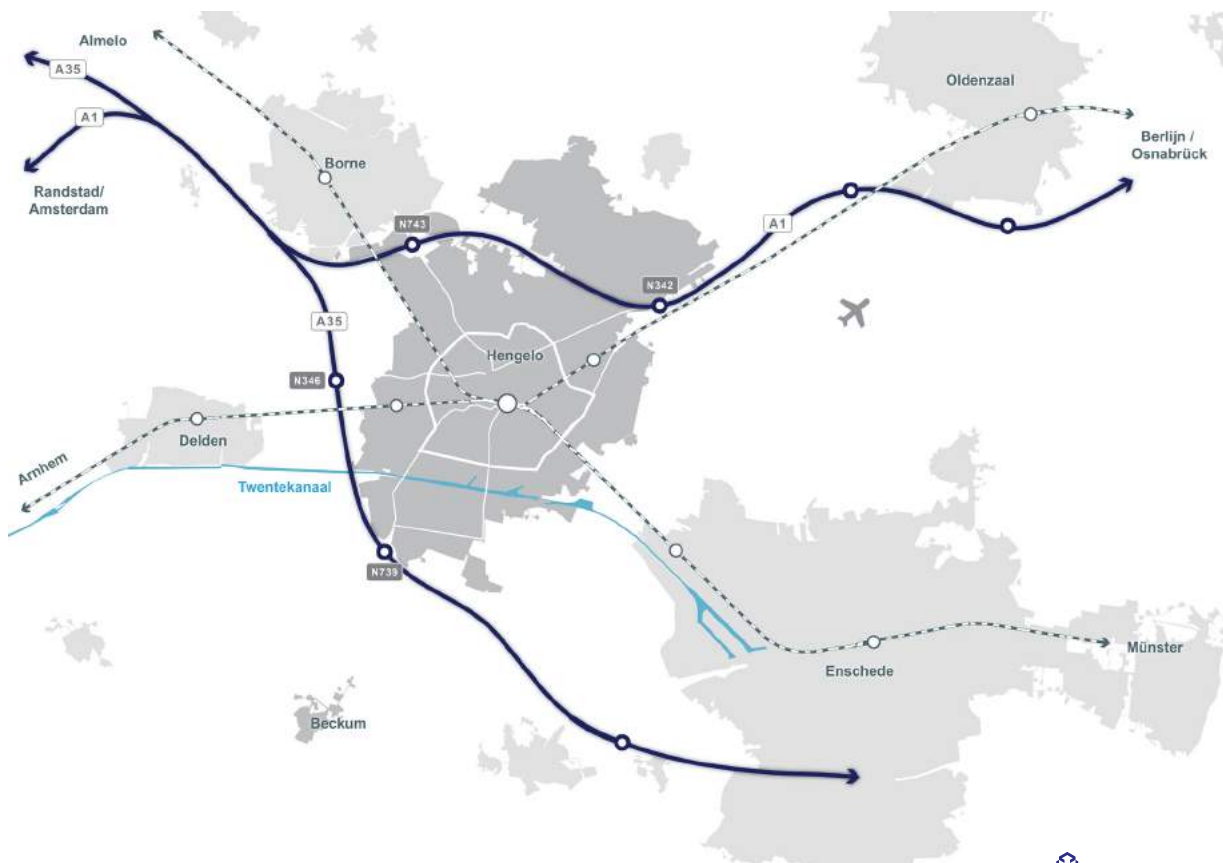 Almelo
A35
A1
Randstad/
Amsterdam
Borne
N743
Oldenzaal
Berlijn /
Osnabrück
A1
N342
A35
Hengelo
N346
Delden
Arnhem
Twentekanaal
N739
Enschede
Münster
Beckum